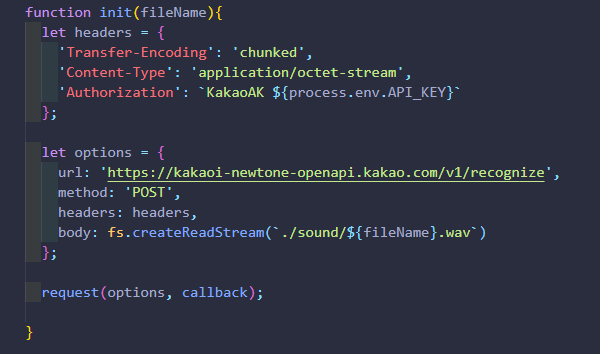 function init(fileName){
let headers = {
'Transfer-Encoding': 'chunked',
'Content-Type': 'application/octet-stream',
'Authorization': `KakaoAK ${process.env.API_KEY}`
};
let options = {
url: 'https://kakaoi-newtone-openapi.kakao.com/v1/recognize',
method: 'POST',
headers: headers,
body: fs.createReadStream(`./sound/${fileName}.wav`)
};
request(options, callback);
}